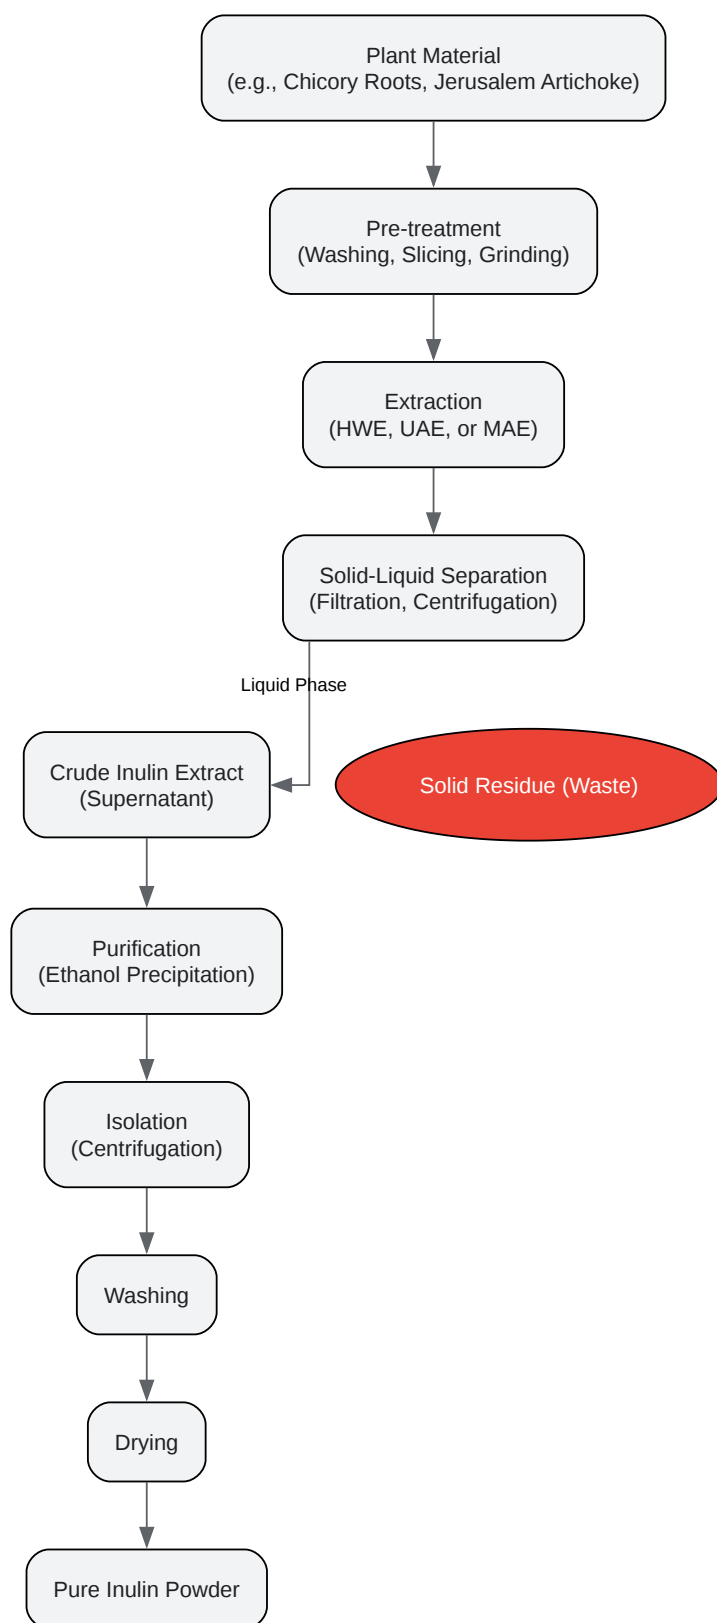 Plant Material
(e.g., Chicory Roots, Jerusalem Artichoke)
Pre-treatment
(Washing, Slicing, Grinding)
Extraction
(HWE, UAE, or MAE)
Solid-Liquid Separation
(Filtration, Centrifugation)
Liquid Phase
Crude Inulin Extract
(Supernatant)
Solid Residue (Waste)
Purification
(Ethanol Precipitation)
Isolation
(Centrifugation)
Washing
Drying
Pure Inulin Powder